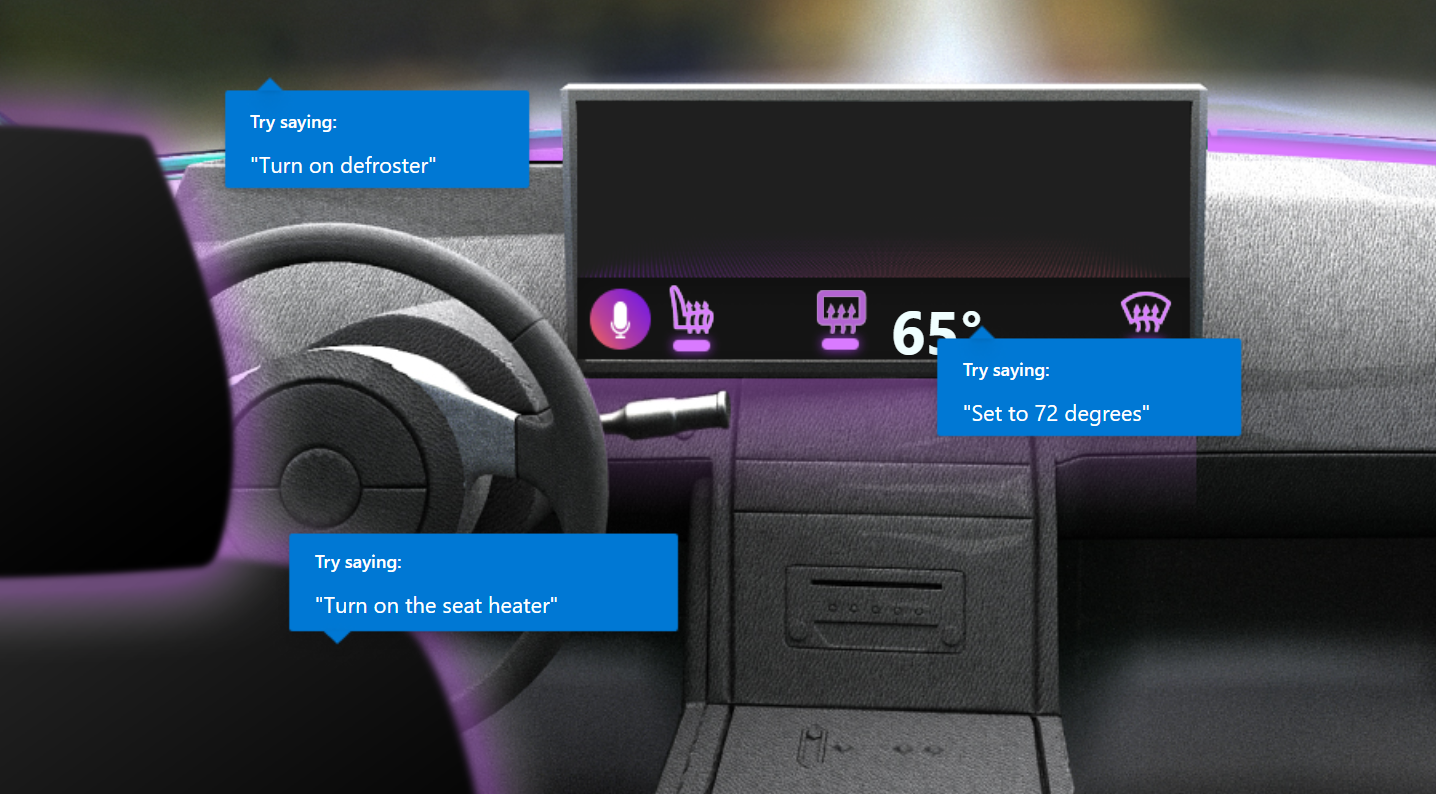 Try saying:
"Turn on defroster"
65°
Try saying:
"Set to 72 degrees"
Try saying:
"Turn on the seat heater"